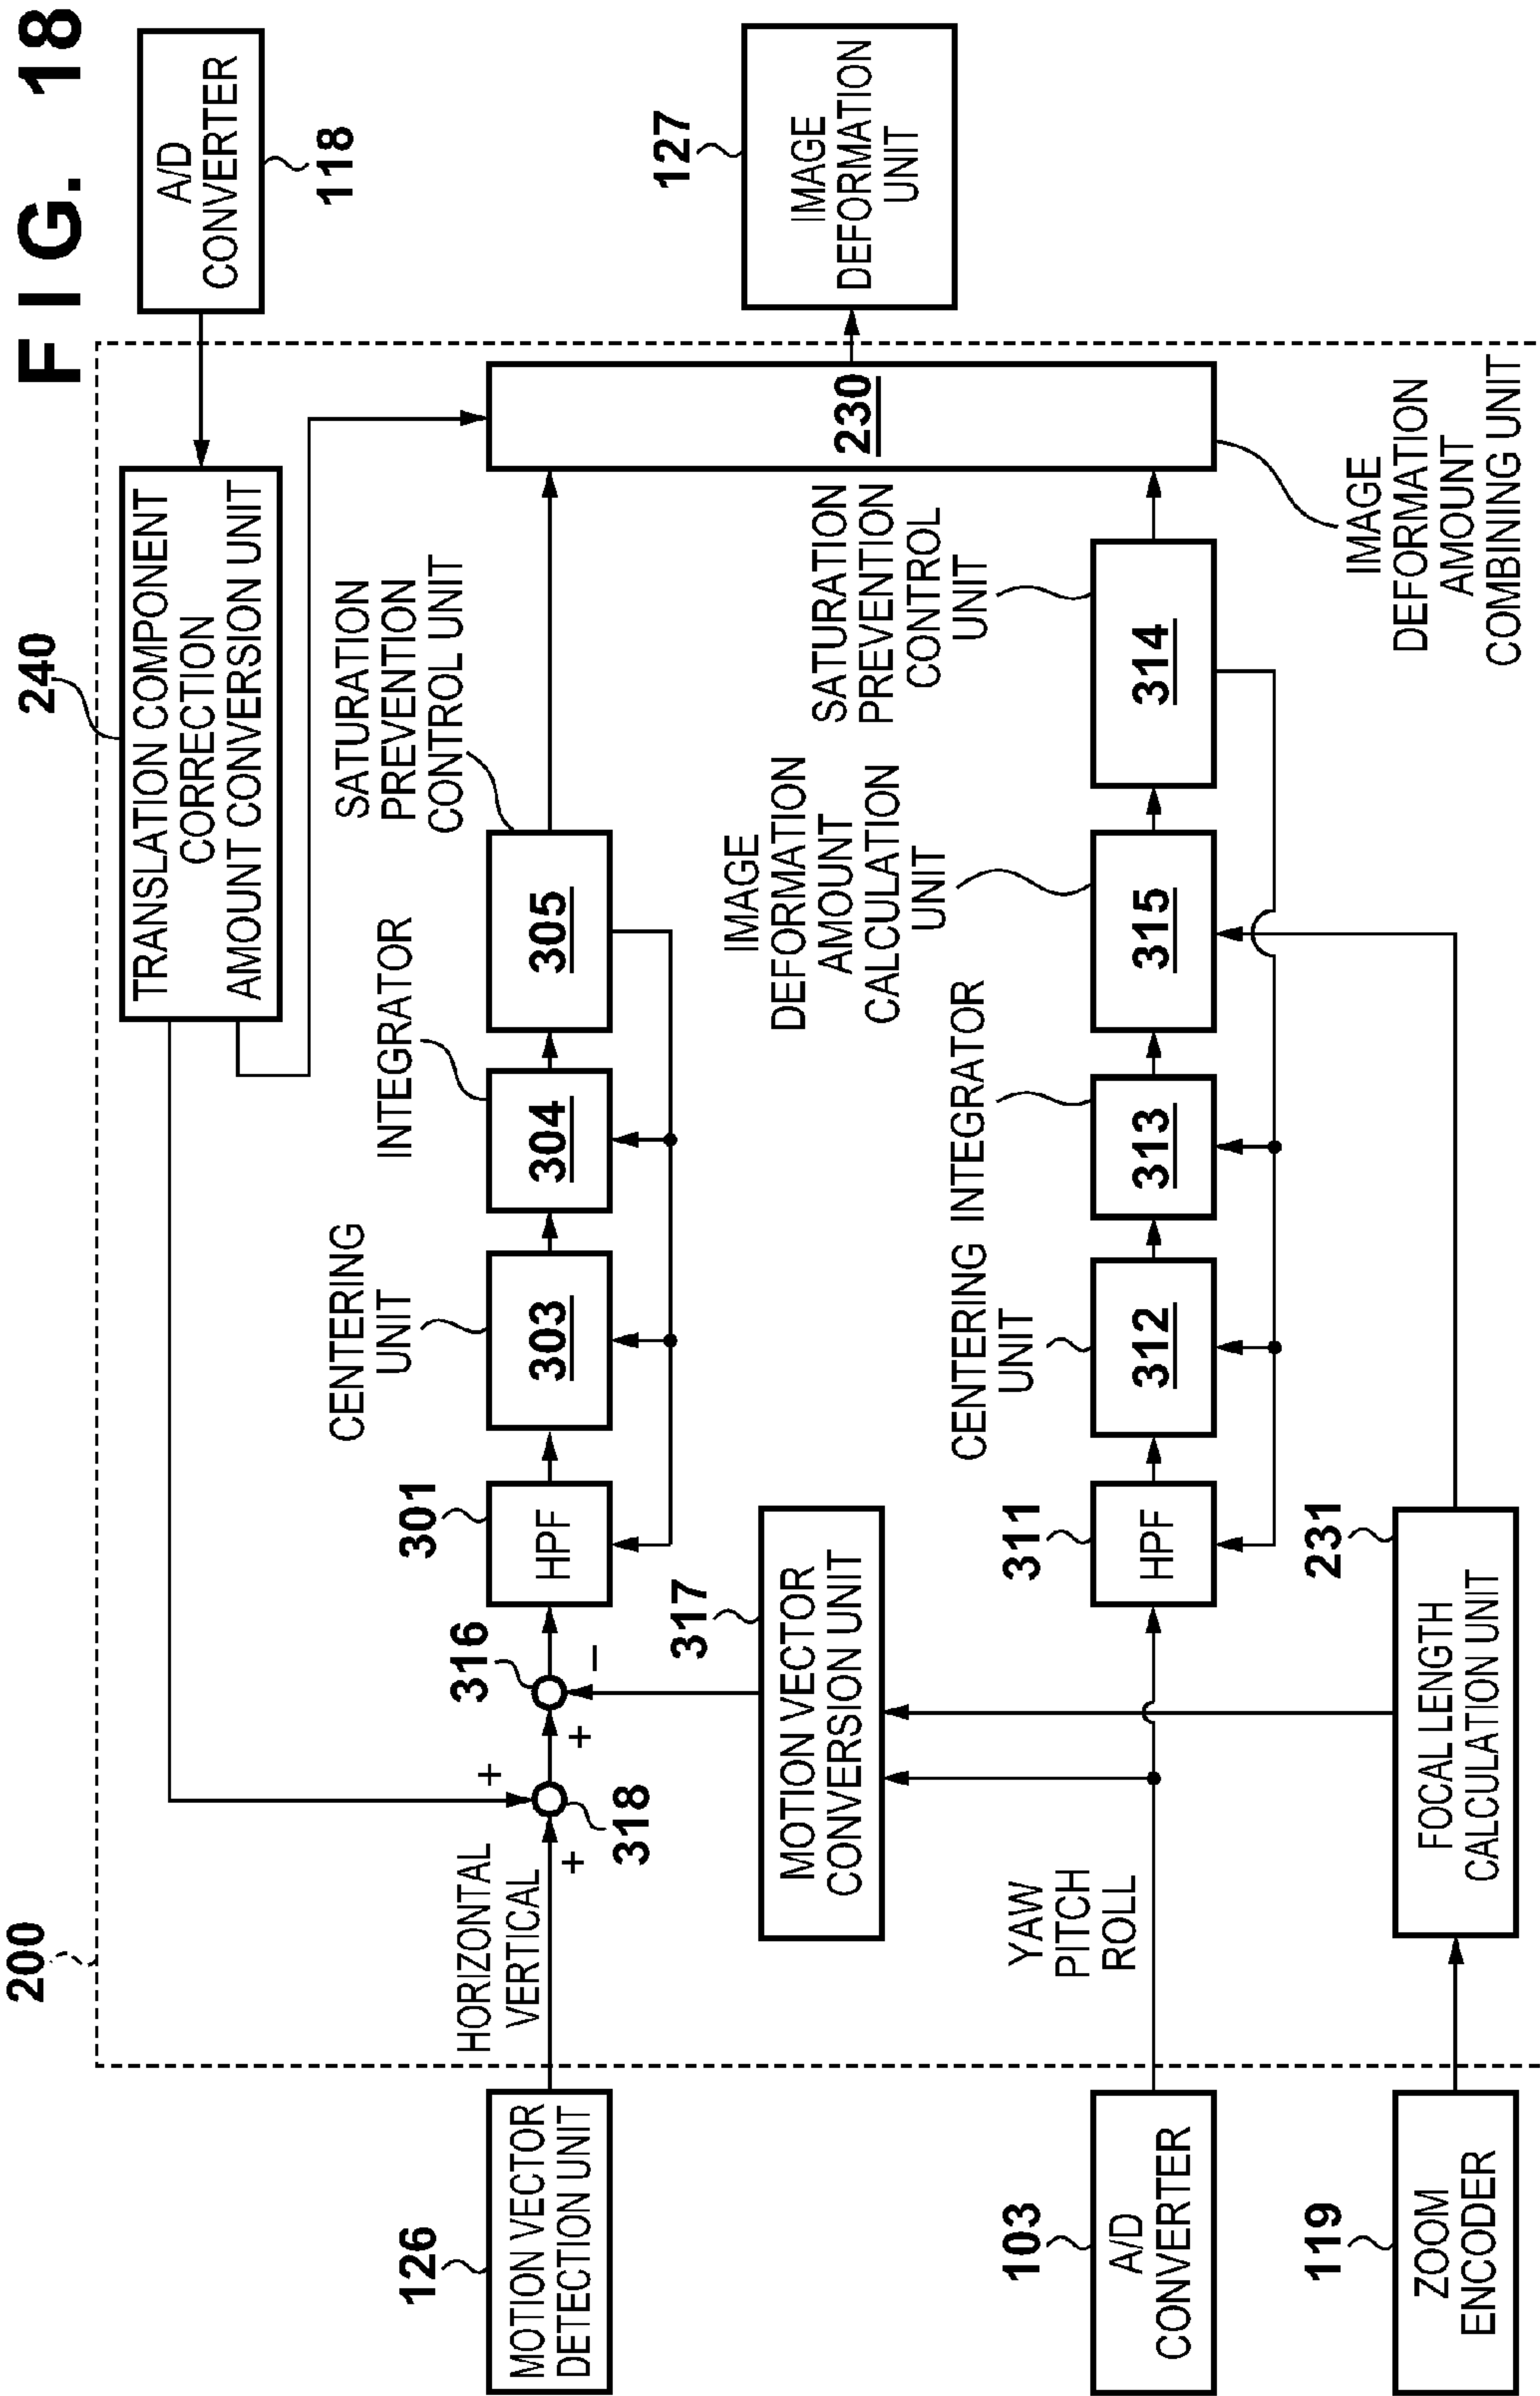 F I G. 18
200
240
TRANSLATION COMPONENT
CORRECTION
AMOUNT CONVERSION UNIT
A/D
CONVERTER
118
126
MOTION VECTOR
DETECTION UNIT
HORIZONTAL
VERTICAL
+
+
318
+
316
−
301
HPF
CENTERING
UNIT
303
INTEGRATOR
304
SATURATION
PREVENTION
CONTROL UNIT
305
317
MOTION VECTOR
CONVERSION UNIT
127
IMAGE
DEFORMATION
UNIT
230
103
A/D
CONVERTER
YAW
PITCH
ROLL
311
HPF
CENTERING
UNIT
312
INTEGRATOR
313
IMAGE
DEFORMATION
AMOUNT
CALCULATION
UNIT
315
SATURATION
PREVENTION
CONTROL
UNIT
314
IMAGE
DEFORMATION
AMOUNT
COMBINING UNIT
119
ZOOM
ENCODER
231
FOCAL LENGTH
CALCULATION UNIT